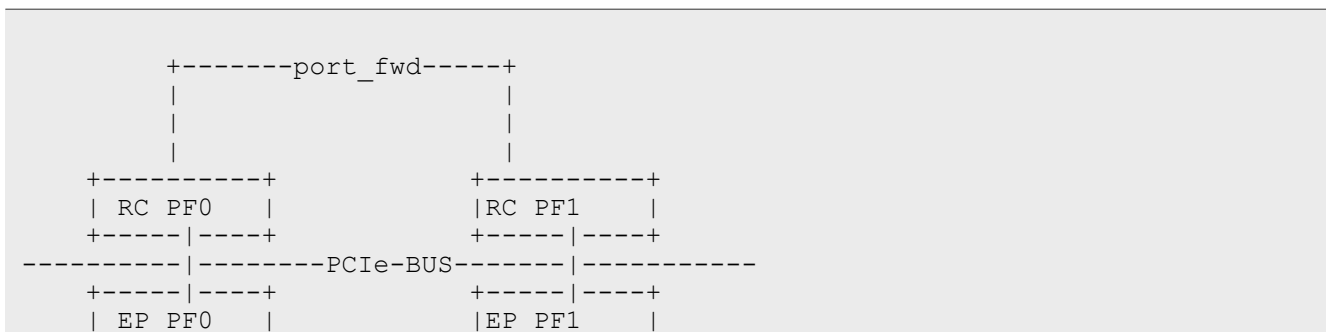 +-------port_fwd-----+
|                    |
|                    |
|                    |
+----------+            +----------+
| RC PF0   |            |RC PF1    |
+-----|----+            +-----|----+
----------|--------PCIe-BUS-------|-----------
+-----|----+            +-----|----+
| EP PF0   |            |EP PF1    |